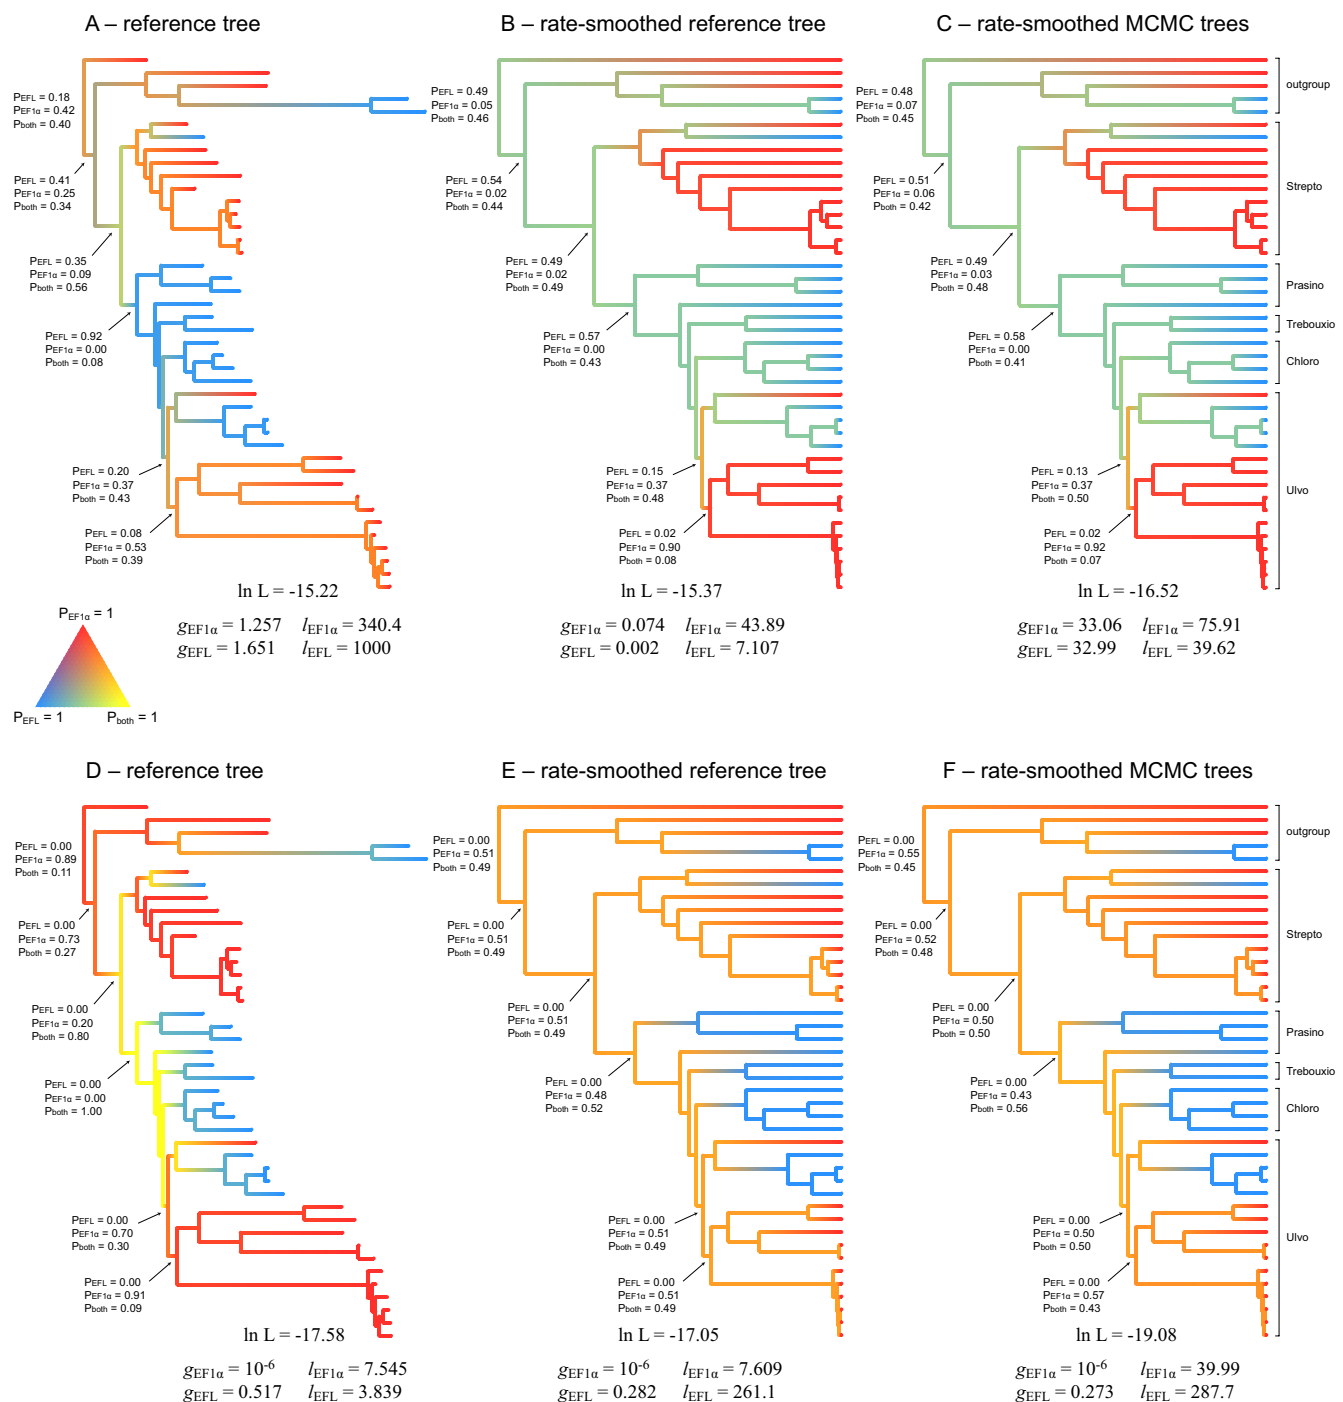 A – reference tree
B – rate-smoothed reference tree
C – rate-smoothed MCMC trees
PEFL = 0.18
PEF1α = 0.42
Pboth = 0.40
PEFL = 0.41
PEF1α = 0.25
Pboth = 0.34
PEFL = 0.35
PEF1α = 0.09
Pboth = 0.56
PEFL = 0.92
PEF1α = 0.00
Pboth = 0.08
PEFL = 0.20
PEF1α = 0.37
Pboth = 0.43
PEFL = 0.08
PEF1α = 0.53
Pboth = 0.39
ln L = -15.22
gEF1α = 1.257 lEF1α = 340.4
gEFL = 1.651 lEFL = 1000
PEFL = 0.49
PEF1α = 0.05
Pboth = 0.46
PEFL = 0.54
PEF1α = 0.02
Pboth = 0.44
PEFL = 0.49
PEF1α = 0.02
Pboth = 0.49
PEFL = 0.57
PEF1α = 0.00
Pboth = 0.43
PEFL = 0.15
PEF1α = 0.37
Pboth = 0.48
PEFL = 0.02
PEF1α = 0.90
Pboth = 0.08
ln L = -15.37
gEF1α = 0.074 lEF1α = 43.89
gEFL = 0.002 lEFL = 7.107
PEFL = 0.48
PEF1α = 0.07
Pboth = 0.45
PEFL = 0.51
PEF1α = 0.06
Pboth = 0.42
PEFL = 0.49
PEF1α = 0.03
Pboth = 0.48
PEFL = 0.58
PEF1α = 0.00
Pboth = 0.41
PEFL = 0.13
PEF1α = 0.37
Pboth = 0.50
PEFL = 0.02
PEF1α = 0.92
Pboth = 0.07
ln L = -16.52
gEF1α = 33.06 lEF1α = 75.91
gEFL = 32.99 lEFL = 39.62
outgroup
Strepto
Prasino
Trebouxio
Chloro
Ulvo
PEF1α = 1
PEFL = 1 Pboth = 1
D – reference tree
E – rate-smoothed reference tree
F – rate-smoothed MCMC trees
PEFL = 0.00
PEF1α = 0.89
Pboth = 0.11
PEFL = 0.00
PEF1α = 0.73
Pboth = 0.27
PEFL = 0.00
PEF1α = 0.20
Pboth = 0.80
PEFL = 0.00
PEF1α = 0.00
Pboth = 1.00
PEFL = 0.00
PEF1α = 0.70
Pboth = 0.30
PEFL = 0.00
PEF1α = 0.91
Pboth = 0.09
ln L = -17.58
gEF1α = 10⁻⁶ lEF1α = 7.545
gEFL = 0.517 lEFL = 3.839
PEFL = 0.00
PEF1α = 0.51
Pboth = 0.49
PEFL = 0.00
PEF1α = 0.51
Pboth = 0.49
PEFL = 0.00
PEF1α = 0.51
Pboth = 0.49
PEFL = 0.00
PEF1α = 0.48
Pboth = 0.52
PEFL = 0.00
PEF1α = 0.51
Pboth = 0.49
PEFL = 0.00
PEF1α = 0.51
Pboth = 0.49
ln L = -17.05
gEF1α = 10⁻⁶ lEF1α = 7.609
gEFL = 0.282 lEFL = 261.1
PEFL = 0.00
PEF1α = 0.55
Pboth = 0.45
PEFL = 0.00
PEF1α = 0.52
Pboth = 0.48
PEFL = 0.00
PEF1α = 0.50
Pboth = 0.50
PEFL = 0.00
PEF1α = 0.43
Pboth = 0.56
PEFL = 0.00
PEF1α = 0.50
Pboth = 0.50
PEFL = 0.00
PEF1α = 0.57
Pboth = 0.43
ln L = -19.08
gEF1α = 10⁻⁶ lEF1α = 39.99
gEFL = 0.273 lEFL = 287.7
outgroup
Strepto
Prasino
Trebouxio
Chloro
Ulvo